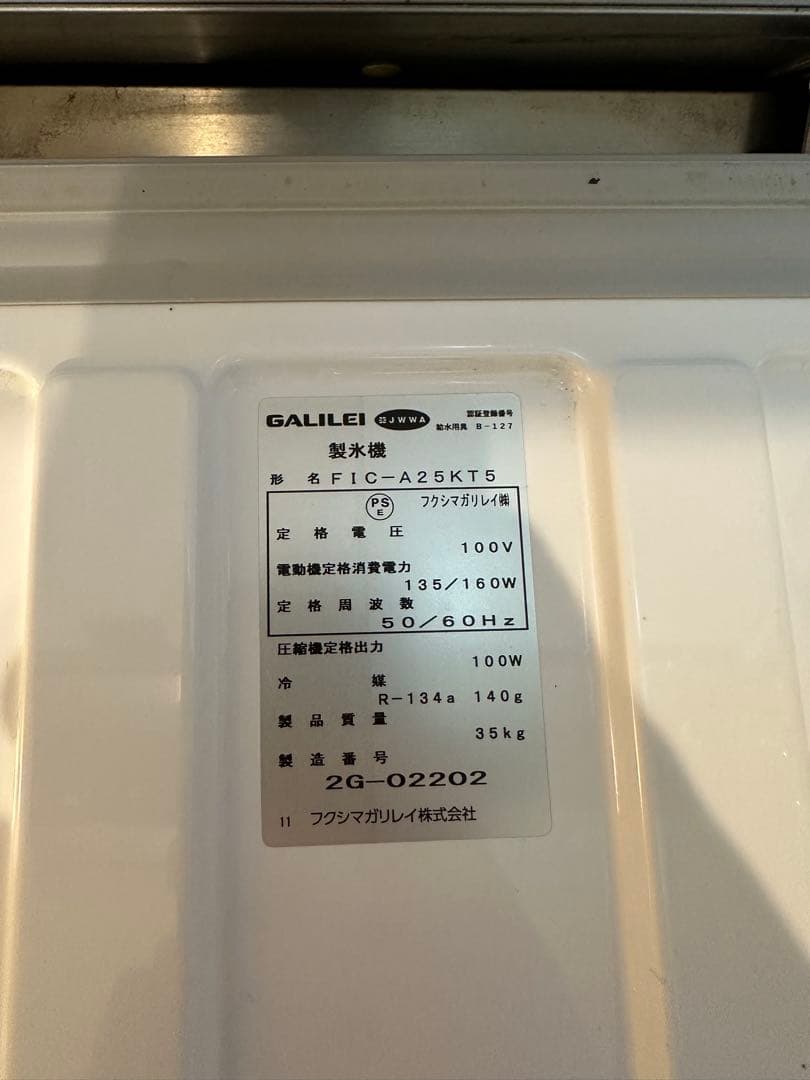 GALILEI JWWA 認証登録番号
給水用具 B-127
製氷機
形名 FIC-A25KT5
PS E フクシマガリレイ㈱
定格電圧
100V
電動機定格消費電力
135/160W
定格周波数
50/60Hz
圧縮機定格出力
100W
冷媒
R-134a 140g
製品質量
35kg
製造番号
2G-02202
11 フクシマガリレイ株式会社